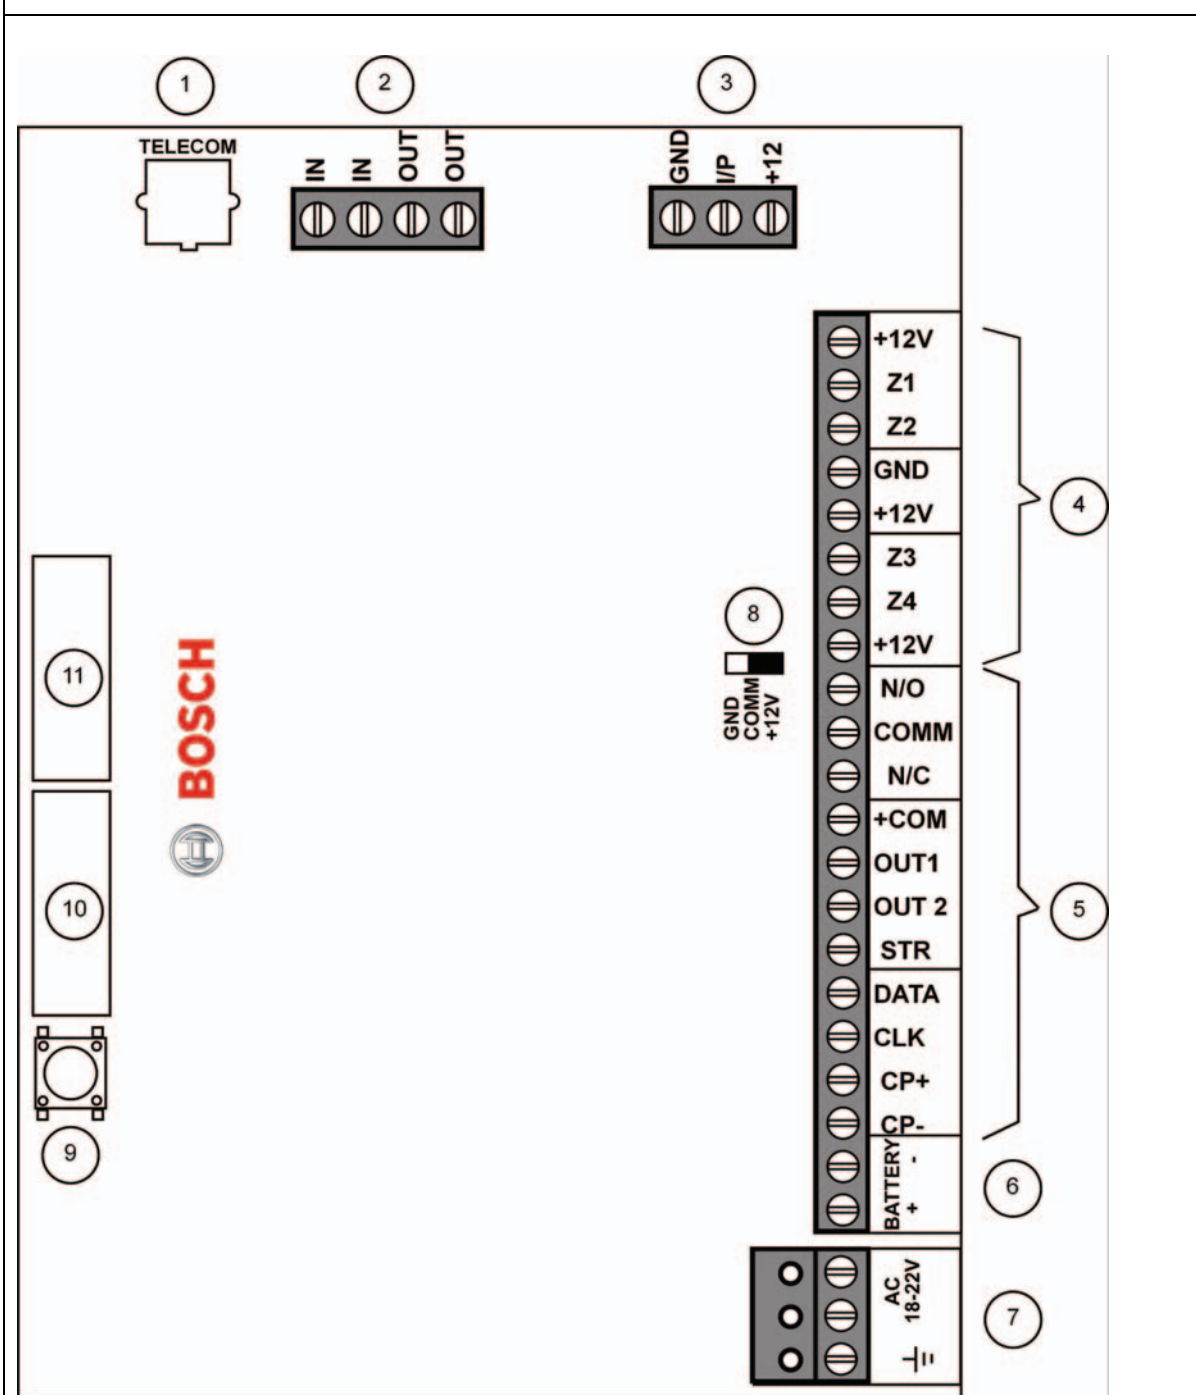 1
2
3
TELECOM
IN
IN
OUT
OUT
GND
I/P
+12
+12V
Z1
Z2
GND
+12V
Z3
Z4
+12V
4
N/O
COMM
N/C
+COM
OUT1
OUT 2
STR
DATA
CLK
CP+
CP-
5
BATTERY
-
+
6
AC
18-22V
7
8
GND
COMM
+12V
11
BOSCH
10
9